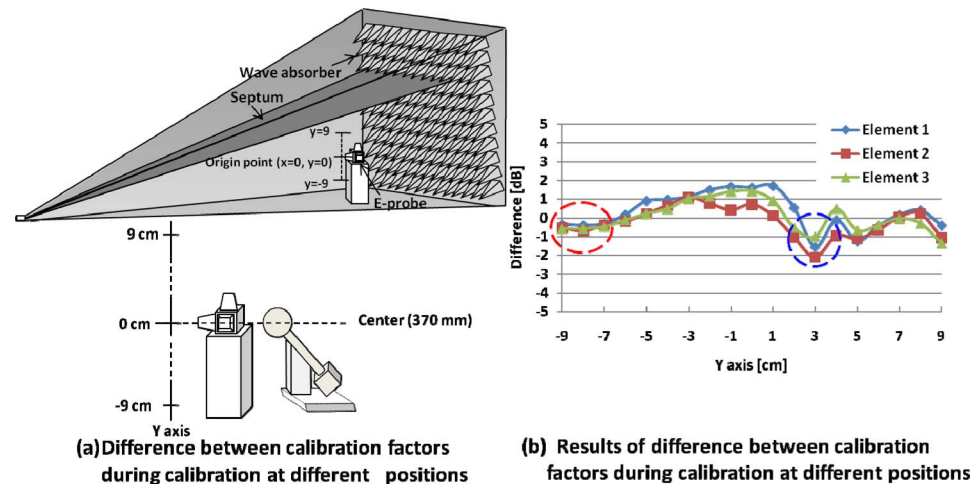 Wave absorber
Septum
y=9
Origin point (x=0, y=0)
y=-9
E-probe
9 cm
0 cm
Center (370 mm)
-9 cm
Y axis
(a)Difference between calibration factors
during calibration at different positions
5
4
3
2
1
0
-1
-2
-3
-4
-5
Difference [dB]
Element 1
Element 2
Element 3
-9 -7 -5 -3 -1 1 3 5 7 9
Y axis [cm]
(b) Results of difference between calibration
factors during calibration at different positions